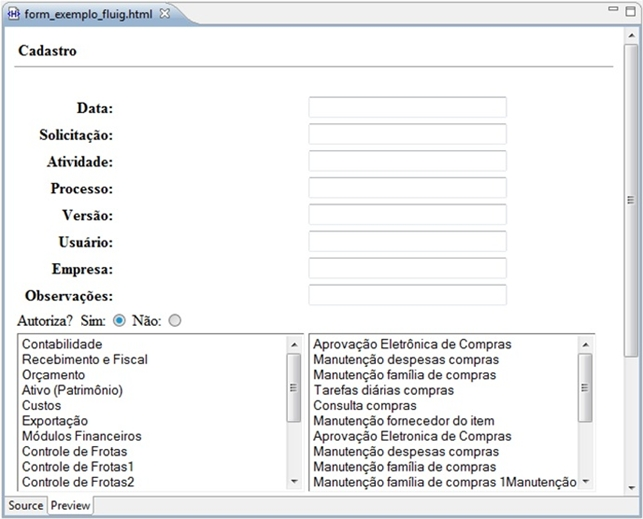 form_exemplo_fluig.html
Cadastro
Data:
Solicitação:
Atividade:
Processo:
Versão:
Usuário:
Empresa:
Observações:
Autoriza? Sim: Não:
Contabilidade
Recebimento e Fiscal
Orçamento
Ativo (Patrimônio)
Custos
Exportação
Módulos Financeiros
Controle de Frotas
Controle de Frotas1
Controle de Frotas2
Aprovação Eletrônica de Compras
Manutenção despesas compras
Manutenção família de compras
Tarefas diárias compras
Consulta compras
Manutenção fornecedor do item
Aprovação Eletronica de Compras
Manutenção despesas compras
Manutenção família de compras
Manutenção família de compras 1Manutenção
Source Preview